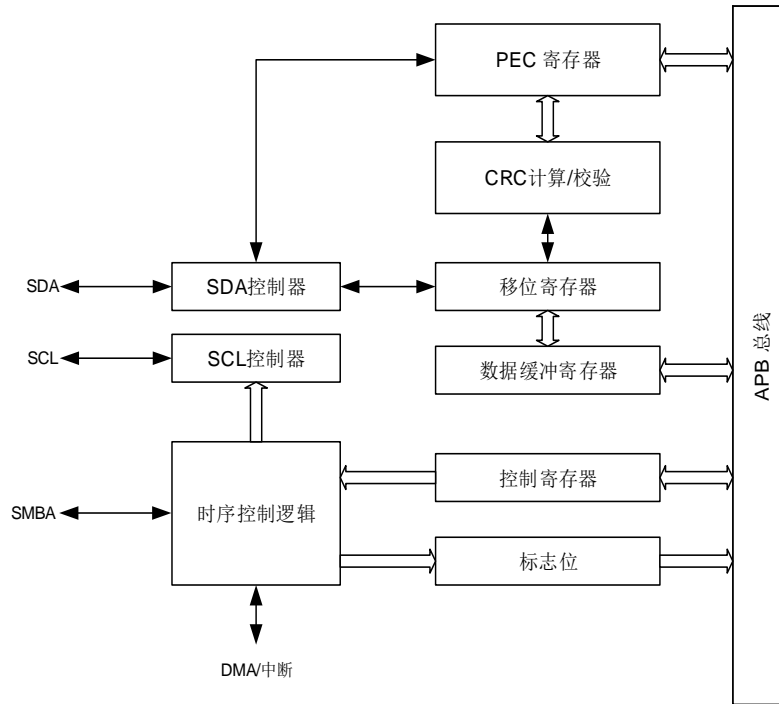 PEC 寄存器
CRC计算/校验
SDA
SDA控制器
移位寄存器
SCL
SCL控制器
数据缓冲寄存器
APB 总线
控制寄存器
SMBA
时序控制逻辑
标志位
DMA/中断